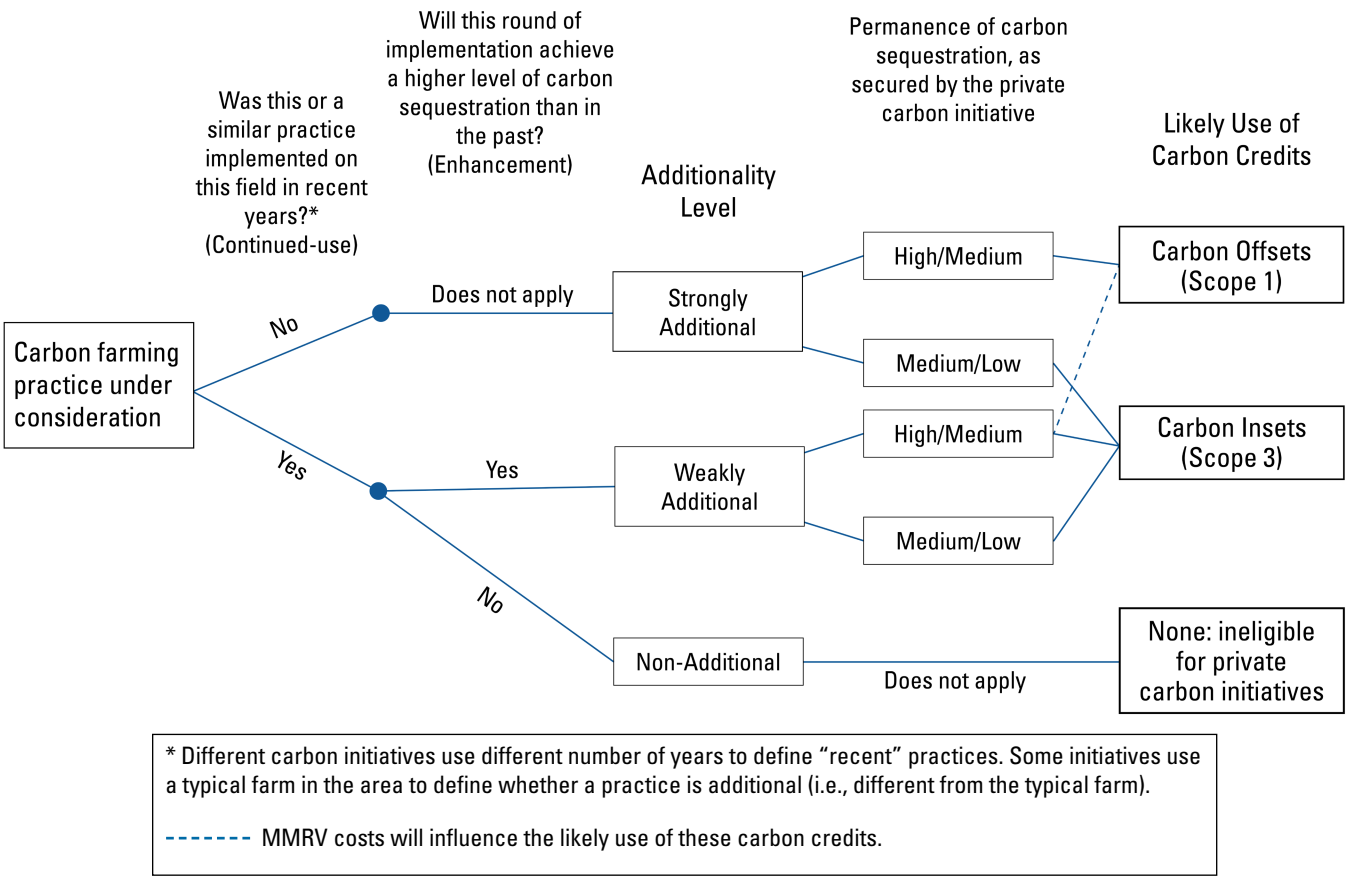 Was this or a
similar practice
implemented on
this field in recent
years?*
(Continued-use)
Will this round of
implementation achieve
a higher level of carbon
sequestration than in
the past?
(Enhancement)
Additionality
Level
Permanence of carbon
sequestration, as
secured by the private
carbon initiative
Likely Use of
Carbon Credits
Carbon farming
practice under
consideration
No
Does not apply
Strongly
Additional
High/Medium
Medium/Low
Carbon Offsets
(Scope 1)
Yes
Yes
Weakly
Additional
High/Medium
Medium/Low
Carbon Insets
(Scope 3)
No
Non-Additional
Does not apply
None: ineligible
for private
carbon initiatives
* Different carbon initiatives use different number of years to define “recent” practices. Some initiatives use
a typical farm in the area to define whether a practice is additional (i.e., different from the typical farm).
MMRV costs will influence the likely use of these carbon credits.